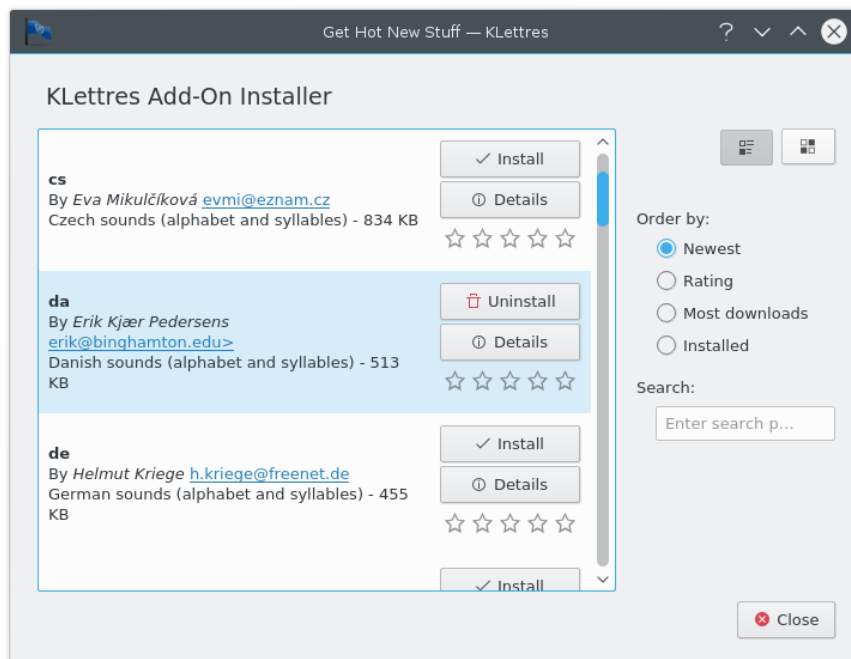 Get Hot New Stuff — KLettres
KLettres Add-On Installer
cs
By Eva Mikulčíková evmi@eznam.cz
Czech sounds (alphabet and syllables) - 834 KB
Install
Details
da
By Erik Kjær Pedersens
erik@binghamton.edu>
Danish sounds (alphabet and syllables) - 513
KB
Uninstall
Details
de
By Helmut Kriege h.kriege@freenet.de
German sounds (alphabet and syllables) - 455
KB
Install
Details
Install
Order by:
Newest
Rating
Most downloads
Installed
Search:
Enter search p...
Close